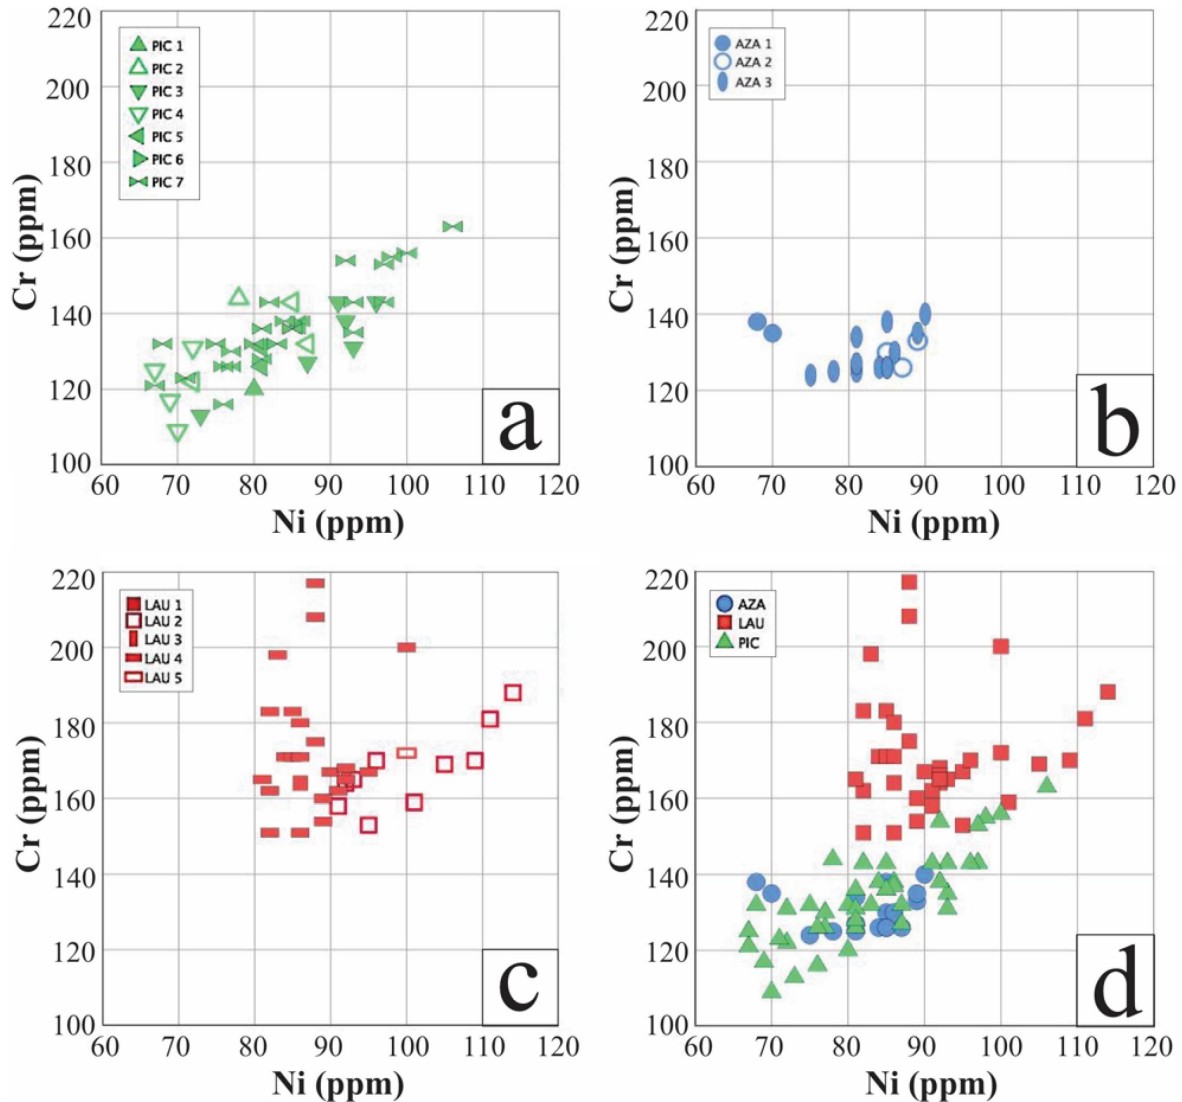 220
200
180
160
140
120
100
Cr (ppm)
PIC 1
PIC 2
PIC 3
PIC 4
PIC 5
PIC 6
PIC 7
a
60 70 80 90 100 110 120
Ni (ppm)
220
200
180
160
140
120
100
Cr (ppm)
AZA 1
AZA 2
AZA 3
b
60 70 80 90 100 110 120
Ni (ppm)
220
200
180
160
140
120
100
Cr (ppm)
LAU 1
LAU 2
LAU 3
LAU 4
LAU 5
c
60 70 80 90 100 110 120
Ni (ppm)
220
200
180
160
140
120
100
Cr (ppm)
AZA
LAU
PIC
d
60 70 80 90 100 110 120
Ni (ppm)